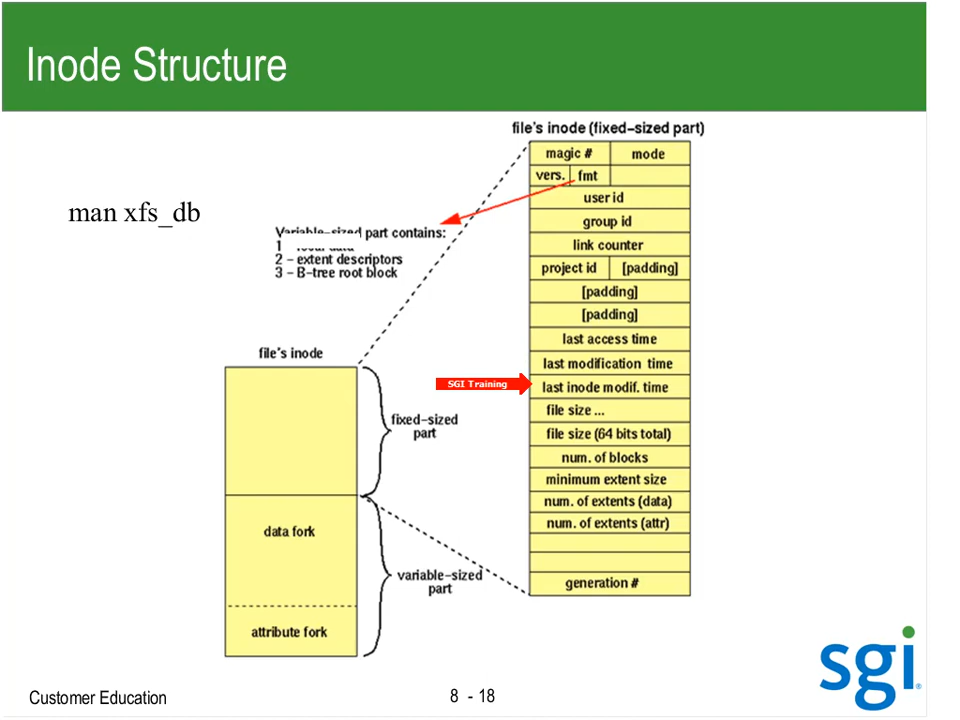 Inode Structure
man xfs_db
file's inode (fixed-sized part)
magic # mode
vers. fmt
user id
group id
link counter
project id [padding]
[padding]
[padding]
last access time
last modification time
last inode modif. time
file size ...
file size (64 bits total)
num. of blocks
minimum extent size
num. of extents (data)
num. of extents (attr)
generation #
Variable-sized part contains:
1 - local data
2 - extent descriptors
3 - B-tree root block
SGI Training
file's inode
fixed-sized
part
data fork
variable-sized
part
attribute fork
sgi
Customer Education
8 - 18